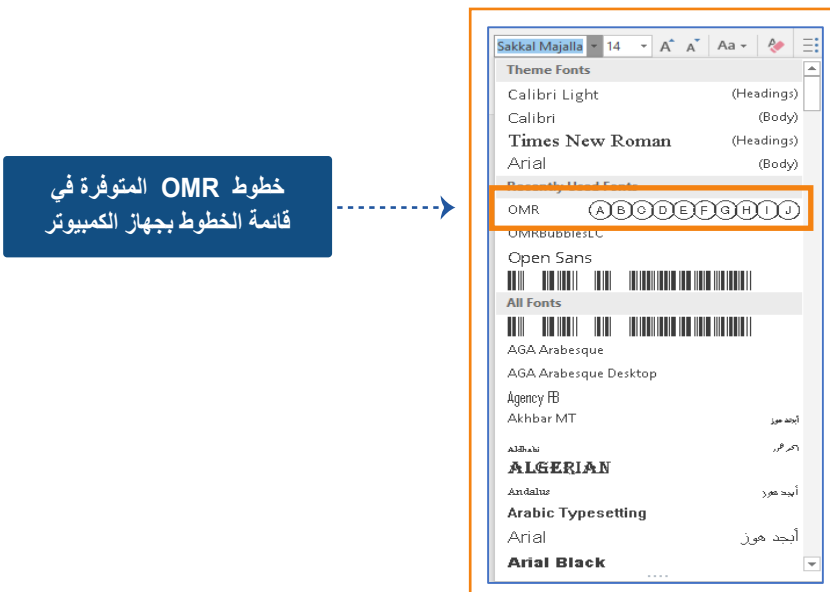 Sakkal Majalla 14 A A Aa
Theme Fonts
Calibri Light (Headings)
Calibri (Body)
Times New Roman (Headings)
Arial (Body)
Recently Used Fonts
خطوط OMR المتوفرة في
قائمة الخطوط بجهاز الكمبيوتر
OMR A B C D E F G H I J
OMRBubblesLC
Open Sans
All Fonts
AGA Arabesque
AGA Arabesque Desktop
Agency FB
Akhbar MT أبجد هوز
Aldhabi
ALGERIAN
Andalus أبجد هوز
Arabic Typesetting
Arial أبجد هوز
Arial Black